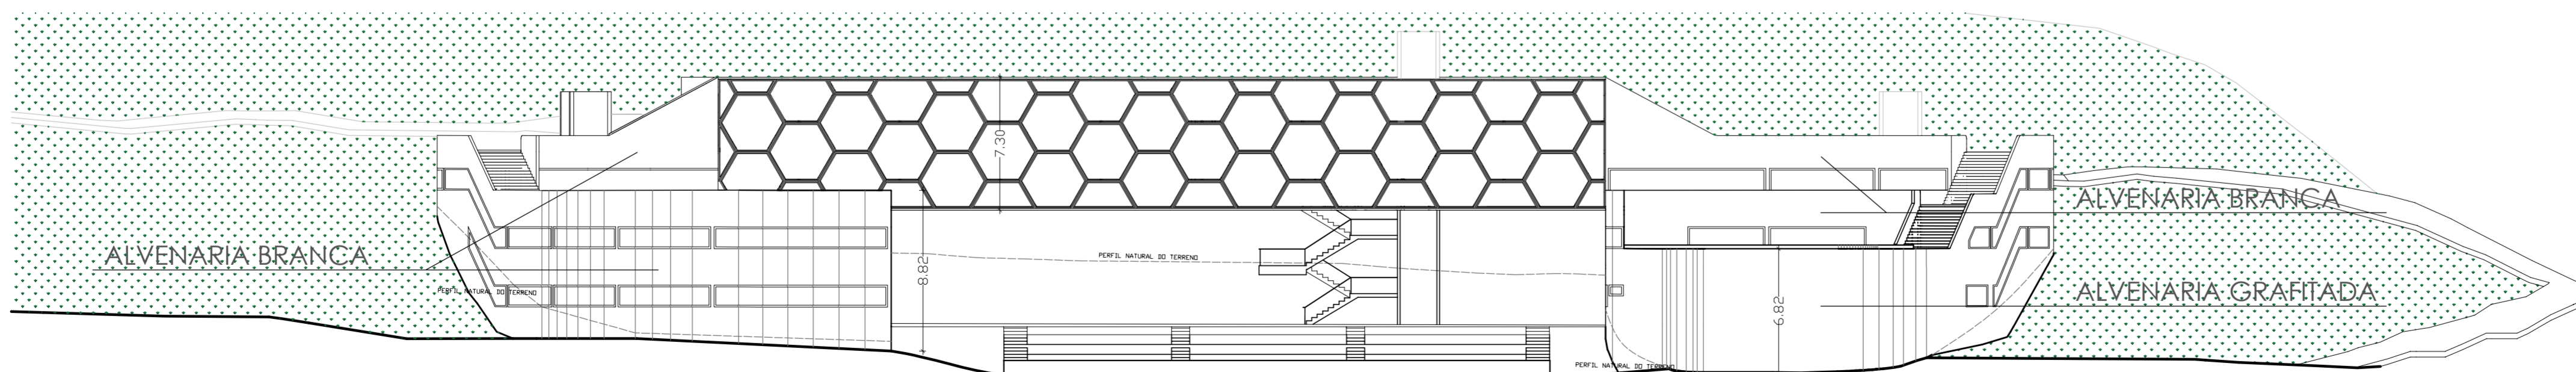 7.30
ALVENARIA BRANCA
ALVENARIA BRANCA
PERFIL NATURAL DO TERRENO
8.82
PERFIL NATURAL DO TERRENO
ALVENARIA GRAFITADA
6.82
PERFIL NATURAL DO TERRENO